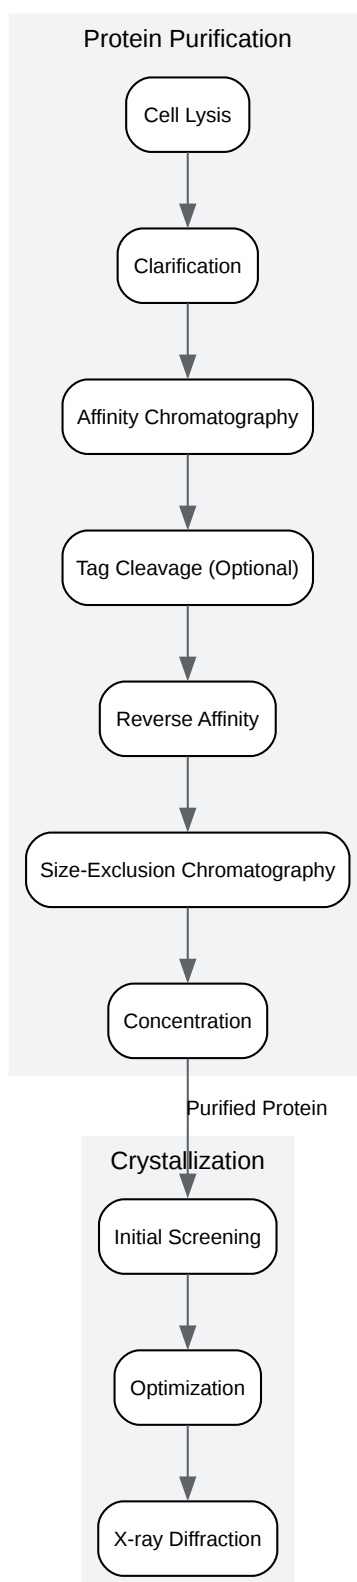 Protein Purification
Cell Lysis
Clarification
Affinity Chromatography
Tag Cleavage (Optional)
Reverse Affinity
Size-Exclusion Chromatography
Concentration
Purified Protein
Crystallization
Initial Screening
Optimization
X-ray Diffraction